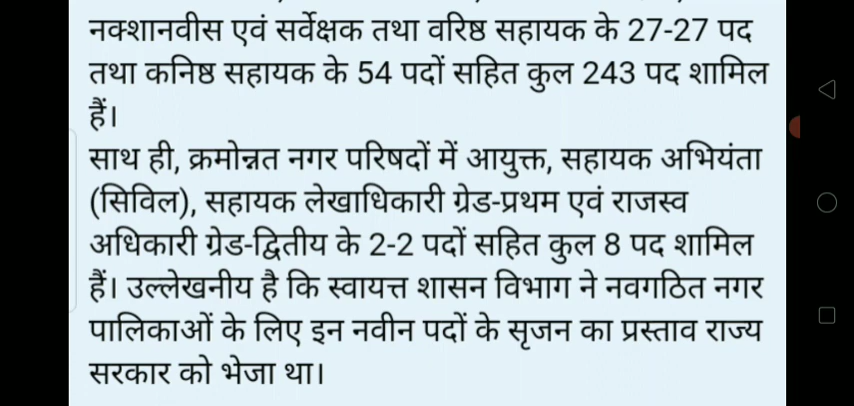 नक्शानवीस एवं सर्वेक्षक तथा वरिष्ठ सहायक के 27-27 पद
तथा कनिष्ठ सहायक के 54 पदों सहित कुल 243 पद शामिल
हैं।
साथ ही, क्रमोन्नत नगर परिषदों में आयुक्त, सहायक अभियंता
(सिविल), सहायक लेखाधिकारी ग्रेड-प्रथम एवं राजस्व
अधिकारी ग्रेड-द्वितीय के 2-2 पदों सहित कुल 8 पद शामिल
हैं। उल्लेखनीय है कि स्वायत्त शासन विभाग ने नवगठित नगर
पालिकाओं के लिए इन नवीन पदों के सृजन का प्रस्ताव राज्य
सरकार को भेजा था।